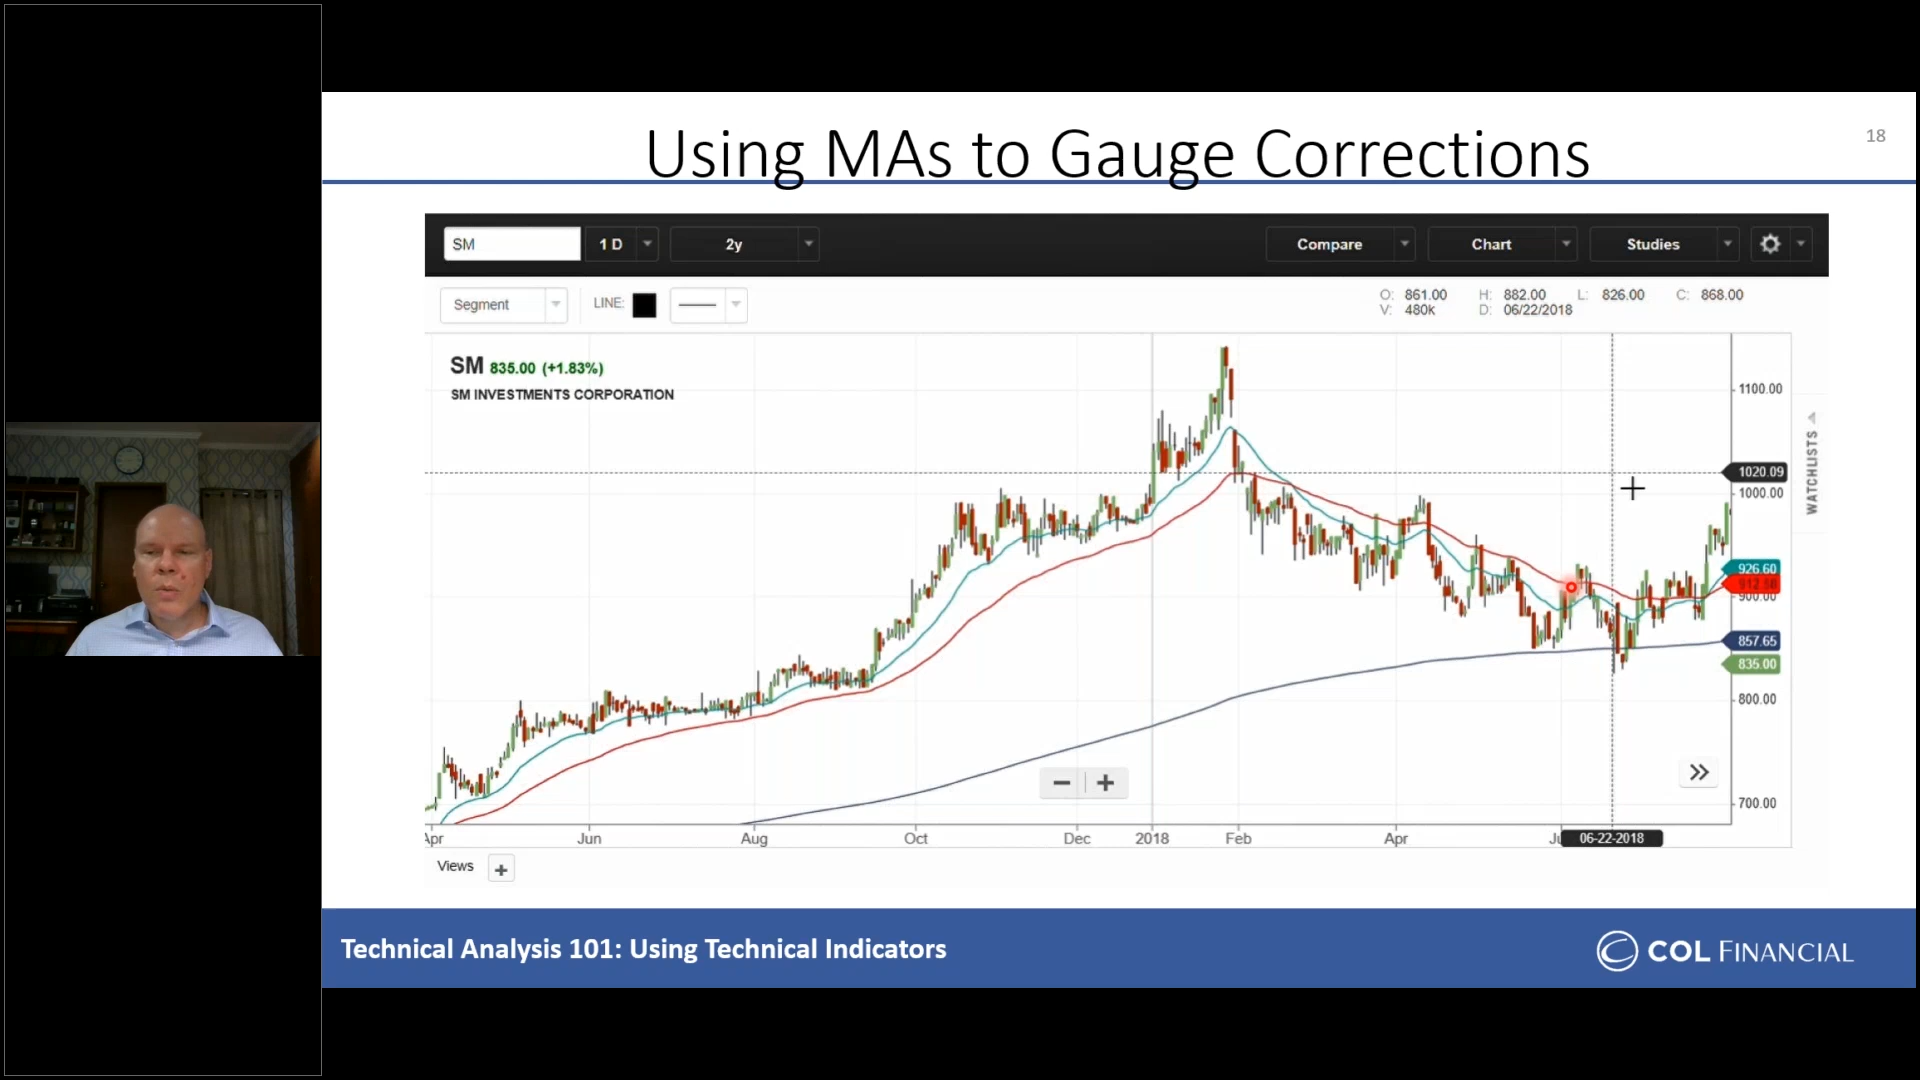 Using MAs to Gauge Corrections
18
SM
1 D
2y
Compare
Chart
Studies
Segment
LINE:
O: 861.00 H: 882.00 L: 826.00 C: 868.00
V: 480k D: 06/22/2018
SM 835.00 (+1.83%)
SM INVESTMENTS CORPORATION
1100.00
1020.09
1000.00
926.60
912.80
900.00
857.65
835.00
800.00
700.00
WATCHLISTS
Apr Jun Aug Oct Dec 2018 Feb Apr 06-22-2018
Views
Technical Analysis 101: Using Technical Indicators
COL FINANCIAL